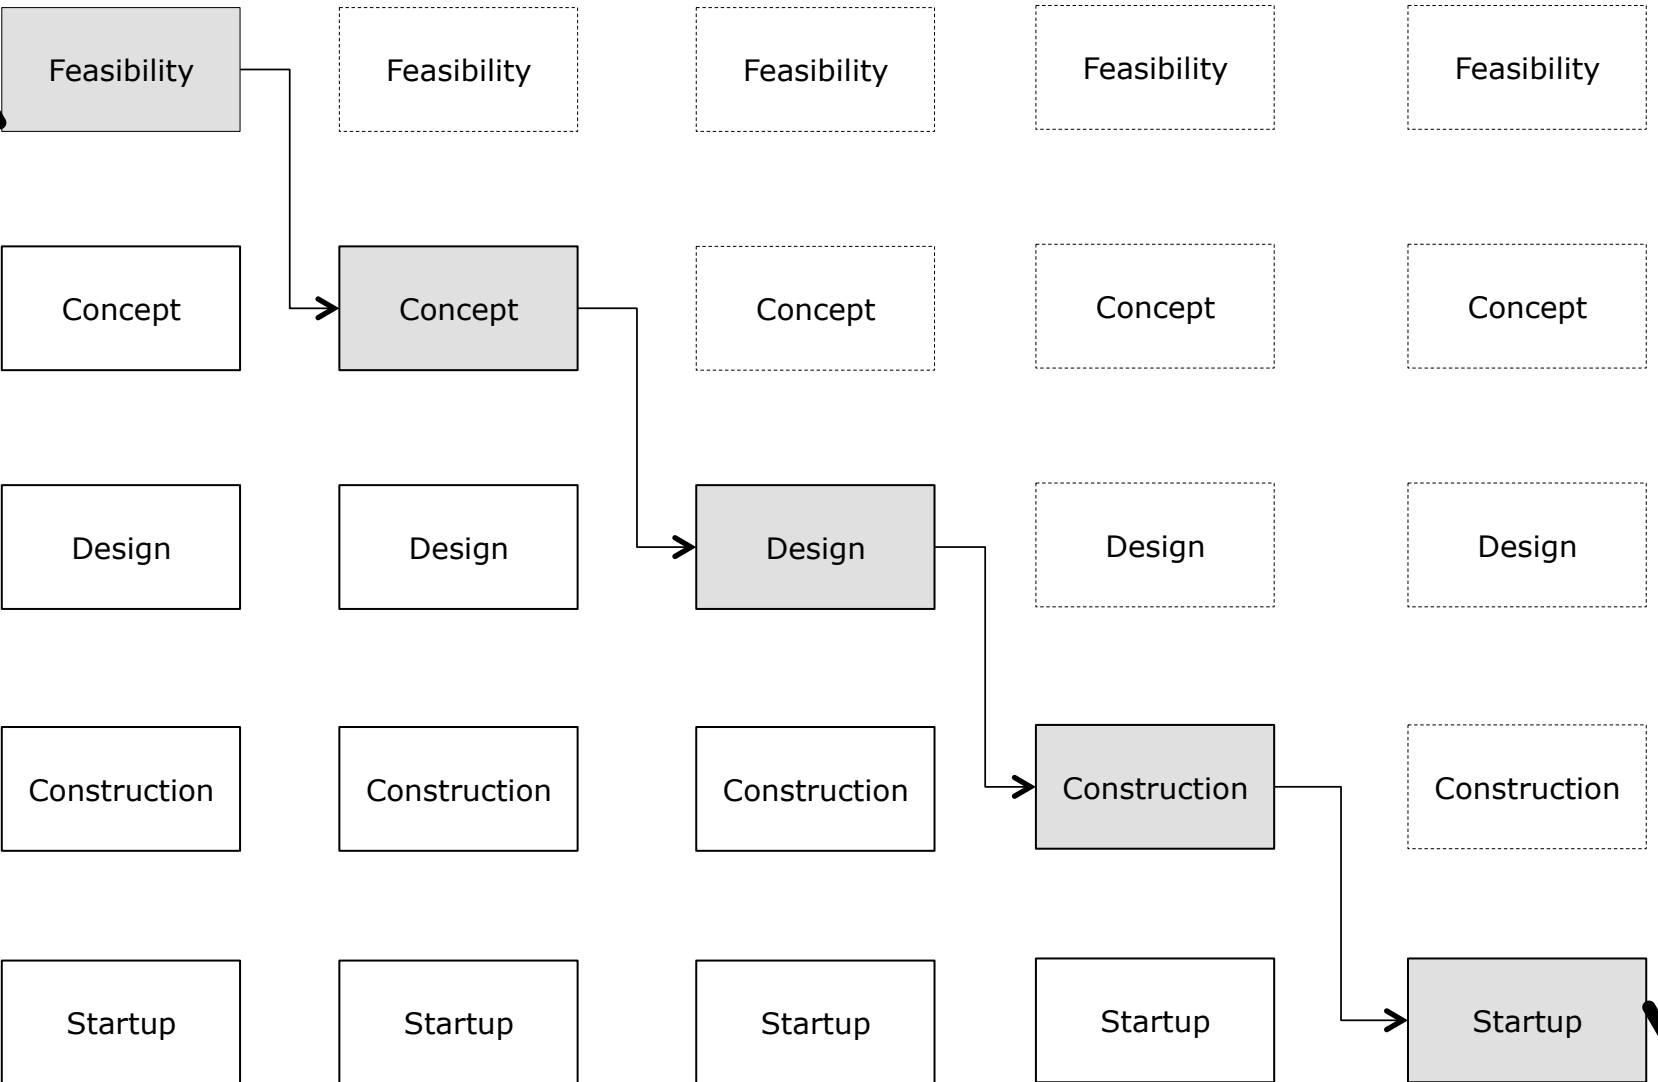 Feasibility Feasibility Feasibility Feasibility Feasibility
Concept Concept Concept Concept Concept
Design Design Design Design Design
Construction Construction Construction Construction Construction
Startup Startup Startup Startup Startup